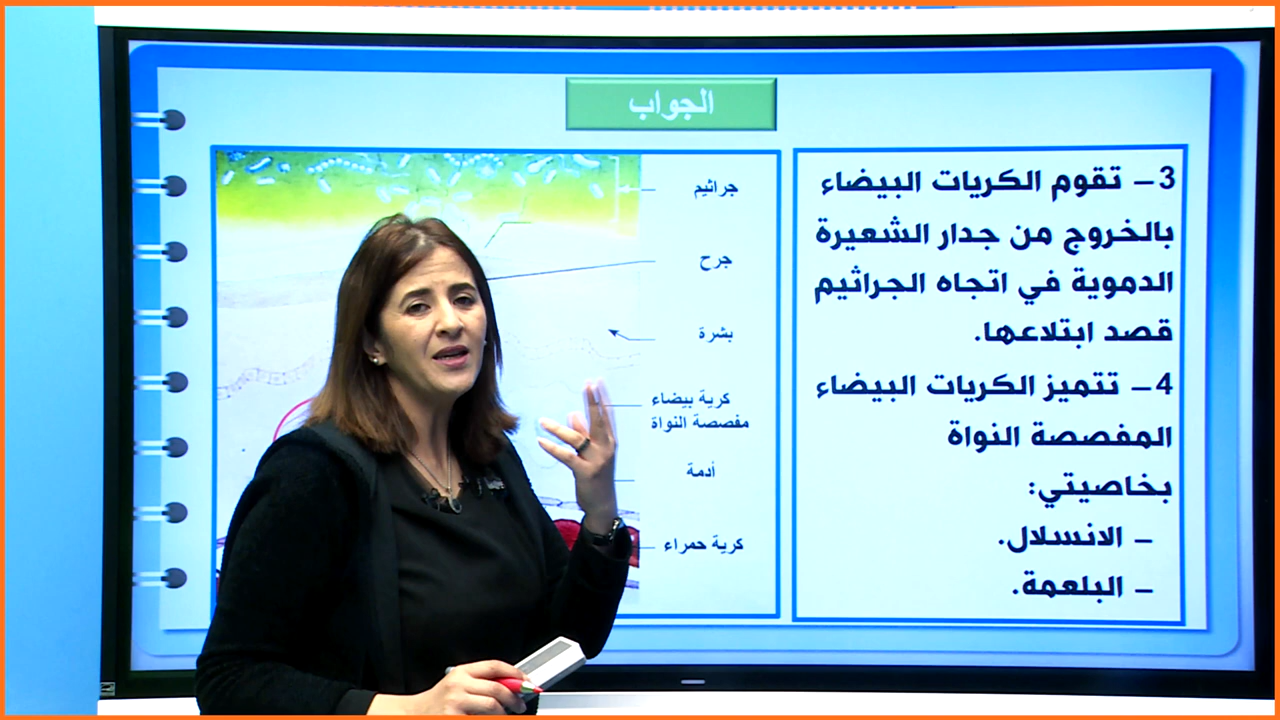 الجواب
3 – تقوم الكريات البيضاء
بالخروج من جدار الشعيرة
الدموية في اتجاه الجراثيم
قصد ابتلاعها.
4 – تتميز الكريات البيضاء
المفصصة النواة
بخاصيتي:
– الانسلال.
– البلعمة.
جراثيم
جرح
بشرة
كرية بيضاء
مفصصة النواة
أدمة
كرية حمراء